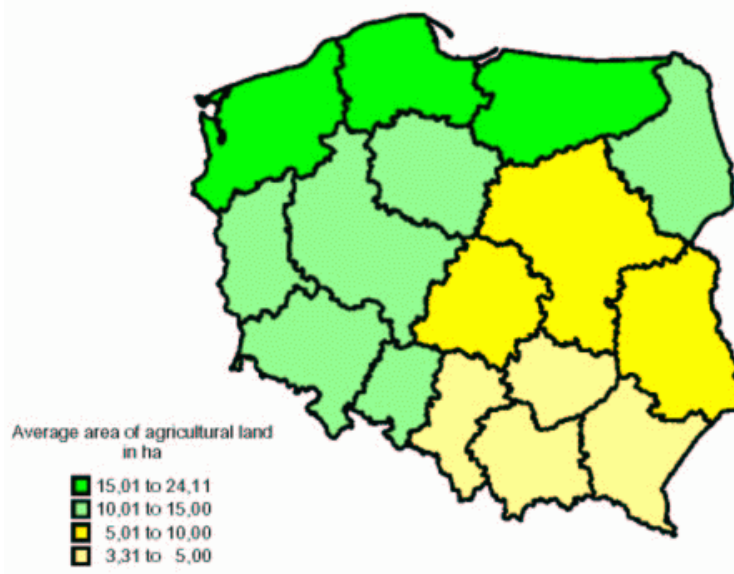 Average area of agricultural land
in ha
15,01 to 24,11
10,01 to 15,00
5,01 to 10,00
3,31 to 5,00